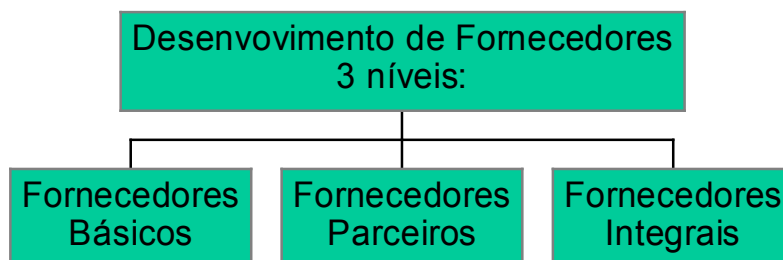 Desenvovimento de Fornecedores
3 níveis:
Fornecedores
Básicos
Fornecedores
Parceiros
Fornecedores
Integrais